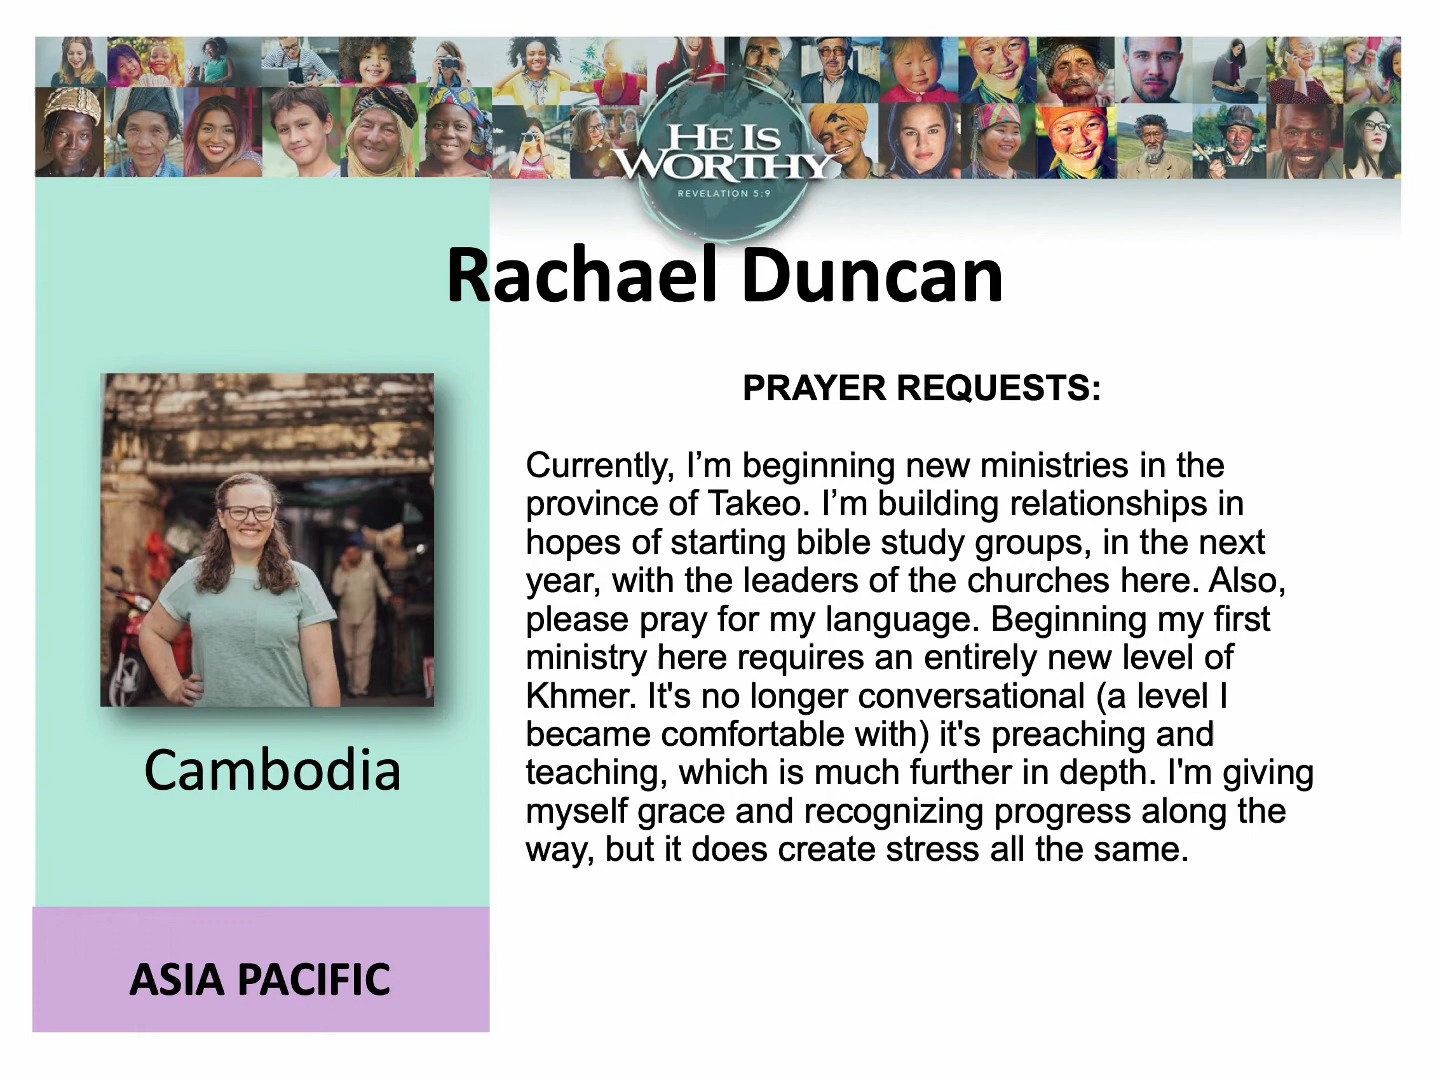 HE IS
WORTHY
REVELATION 5:9
Rachael Duncan
PRAYER REQUESTS:
Currently, I’m beginning new ministries in the
province of Takeo. I’m building relationships in
hopes of starting bible study groups, in the next
year, with the leaders of the churches here. Also,
please pray for my language. Beginning my first
ministry here requires an entirely new level of
Khmer. It's no longer conversational (a level I
became comfortable with) it's preaching and
teaching, which is much further in depth. I'm giving
myself grace and recognizing progress along the
way, but it does create stress all the same.
Cambodia
ASIA PACIFIC